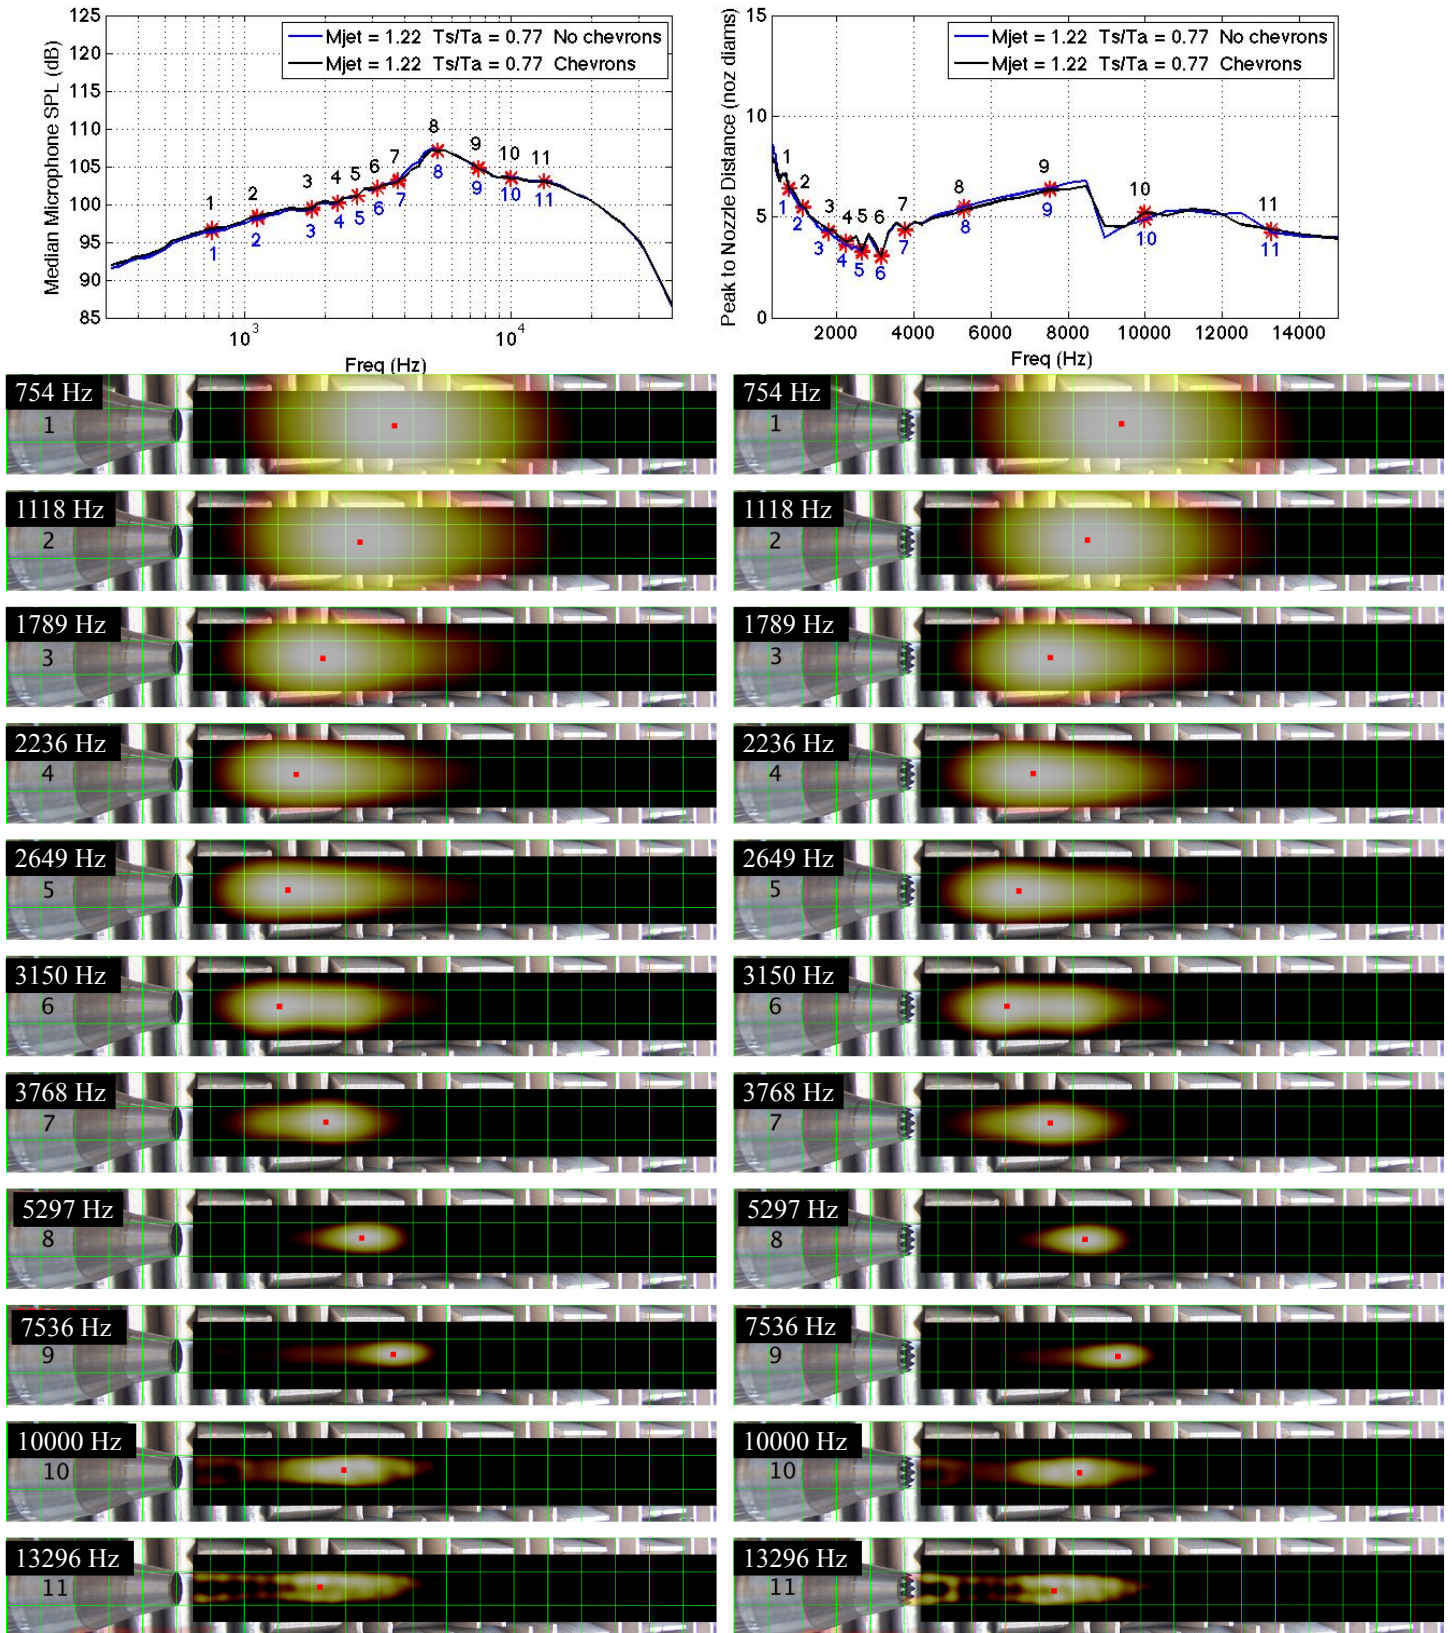 Mjet = 1.22 Ts/Ta = 0.77 No chevrons
Mjet = 1.22 Ts/Ta = 0.77 Chevrons
Median Microphone SPL (dB)
125
120
115
110
105
100
95
90
85
1 2 3 4 5 6 7 8 9 10 11
1 2 3 4 5 6 7 8 9 10 11
10^3
10^4
Freq (Hz)
Mjet = 1.22 Ts/Ta = 0.77 No chevrons
Mjet = 1.22 Ts/Ta = 0.77 Chevrons
Peak to Nozzle Distance (noz diams)
15
10
5
0
1 2 3 4 5 6 7 8 9 10 11
1 2 3 4 5 6 7 8 9 10 11
2000 4000 6000 8000 10000 12000 14000
Freq (Hz)
754 Hz
1
754 Hz
1
1118 Hz
2
1118 Hz
2
1789 Hz
3
1789 Hz
3
2236 Hz
4
2236 Hz
4
2649 Hz
5
2649 Hz
5
3150 Hz
6
3150 Hz
6
3768 Hz
7
3768 Hz
7
5297 Hz
8
5297 Hz
8
7536 Hz
9
7536 Hz
9
10000 Hz
10
10000 Hz
10
13296 Hz
11
13296 Hz
11